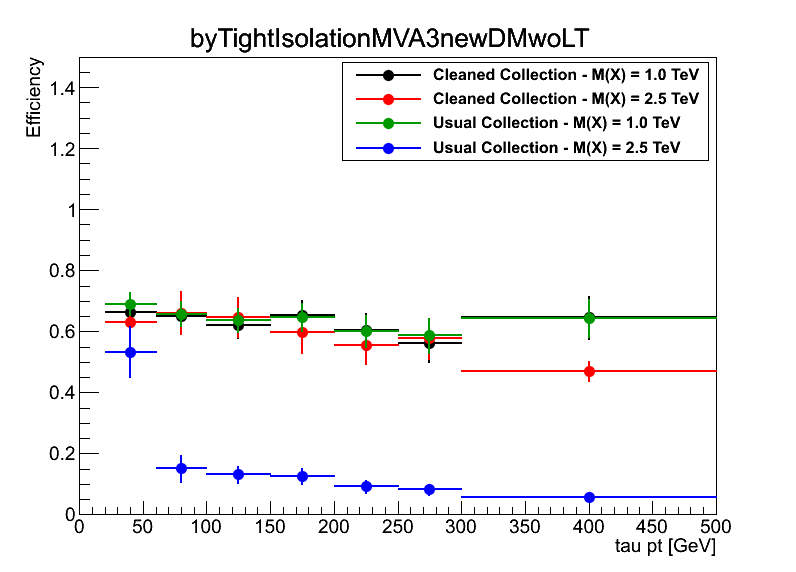 byTightIsolationMVA3newDMwoLT
Efficiency
Cleaned Collection - M(X) = 1.0 TeV
Cleaned Collection - M(X) = 2.5 TeV
Usual Collection - M(X) = 1.0 TeV
Usual Collection - M(X) = 2.5 TeV
1.4
1.2
1
0.8
0.6
0.4
0.2
0
0 50 100 150 200 250 300 350 400 450 500
tau pt [GeV]